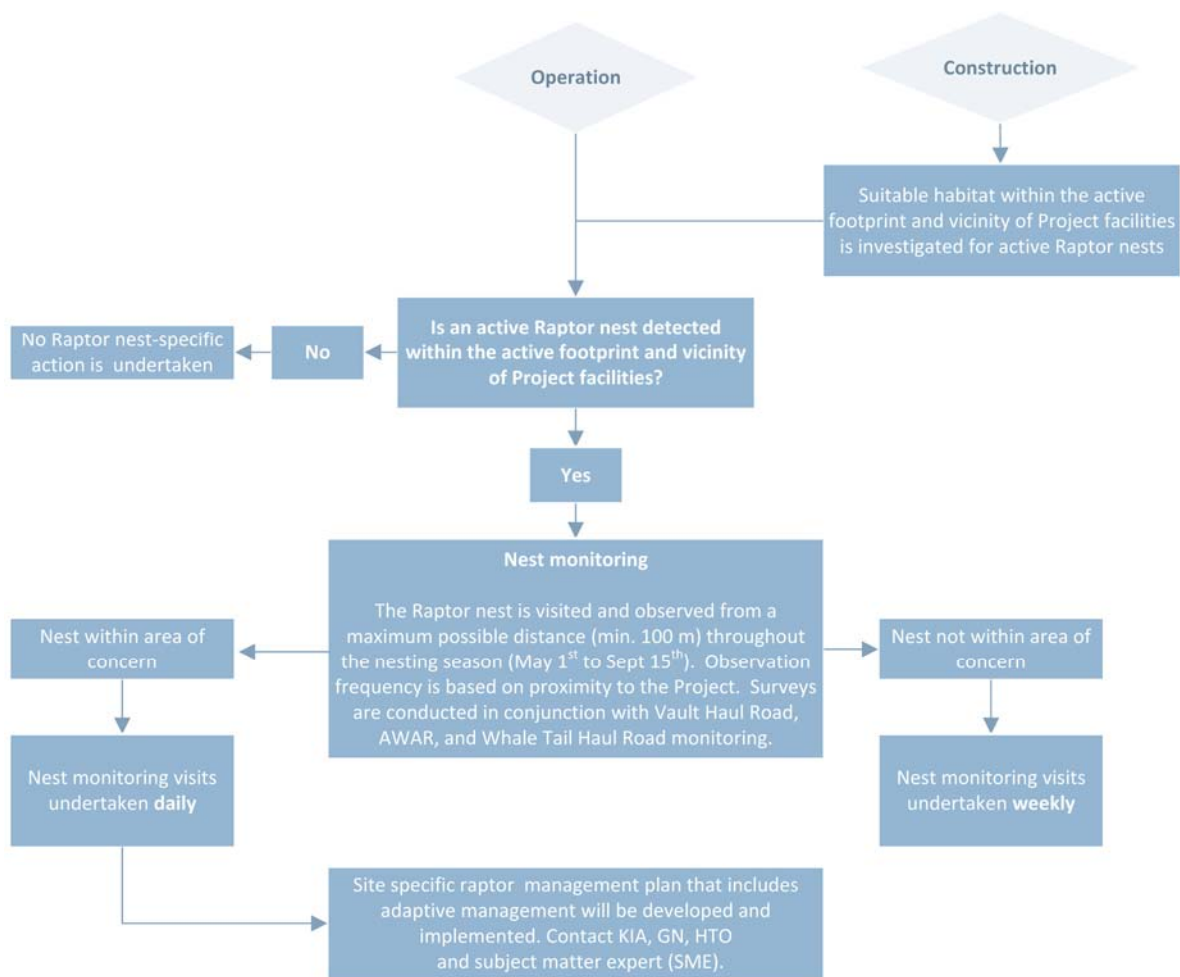 Operation
Construction
Suitable habitat within the active
footprint and vicinity of Project facilities
is investigated for active Raptor nests
Is an active Raptor nest detected
within the active footprint and vicinity
of Project facilities?
No
No Raptor nest-specific
action is undertaken
Yes
Nest monitoring
The Raptor nest is visited and observed from a
maximum possible distance (min. 100 m) throughout
the nesting season (May 1st to Sept 15th). Observation
frequency is based on proximity to the Project. Surveys
are conducted in conjunction with Vault Haul Road,
AWAR, and Whale Tail Haul Road monitoring.
Nest within area of
concern
Nest not within area of
concern
Nest monitoring visits
undertaken daily
Nest monitoring visits
undertaken weekly
Site specific raptor management plan that includes
adaptive management will be developed and
implemented. Contact KIA, GN, HTO
and subject matter expert (SME).